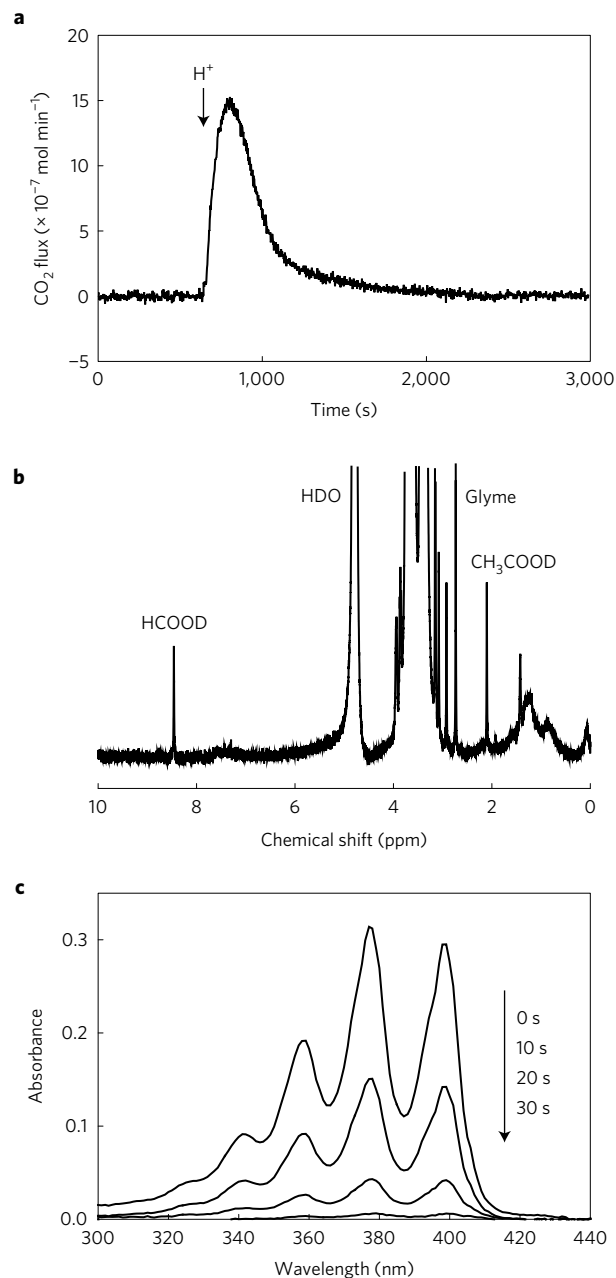 a
20
15
10
5
0
−5
H⁺
CO₂ flux (× 10⁻⁷ mol min⁻¹)
0 1,000 2,000 3,000
Time (s)
b
HDO
Glyme
CH₃COOD
HCOOD
10 8 6 4 2 0
Chemical shift (ppm)
c
0.3
0.2
0.1
0.0
Absorbance
0 s
10 s
20 s
30 s
300 320 340 360 380 400 420 440
Wavelength (nm)